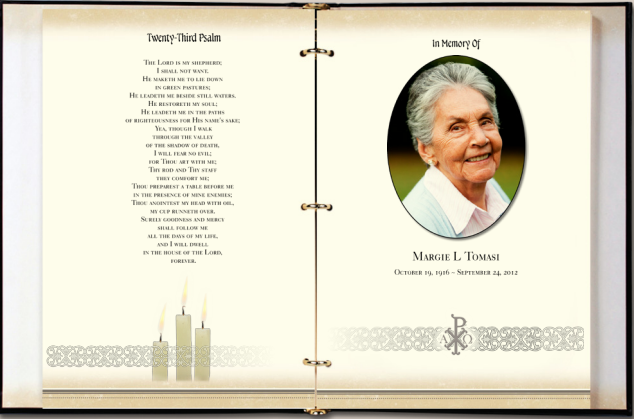 Twenty-Third Psalm
The Lord is my shepherd;
I shall not want.
He maketh me to lie down
in green pastures;
He leadeth me beside still waters.
He restoreth my soul;
He leadeth me in the paths
of righteousness for His name's sake;
Yea, though I walk
through the valley
of the shadow of death,
I will fear no evil;
for Thou art with me;
Thy rod and Thy staff
they comfort me;
Thou preparest a table before me
in the presence of mine enemies;
Thou anointest my head with oil,
my cup runneth over.
Surely goodness and mercy
shall follow me
all the days of my life,
and I will dwell
in the house of the Lord,
forever.
In Memory Of
Margie L Tomasi
October 19, 1916 – September 24, 2012
Α Ω